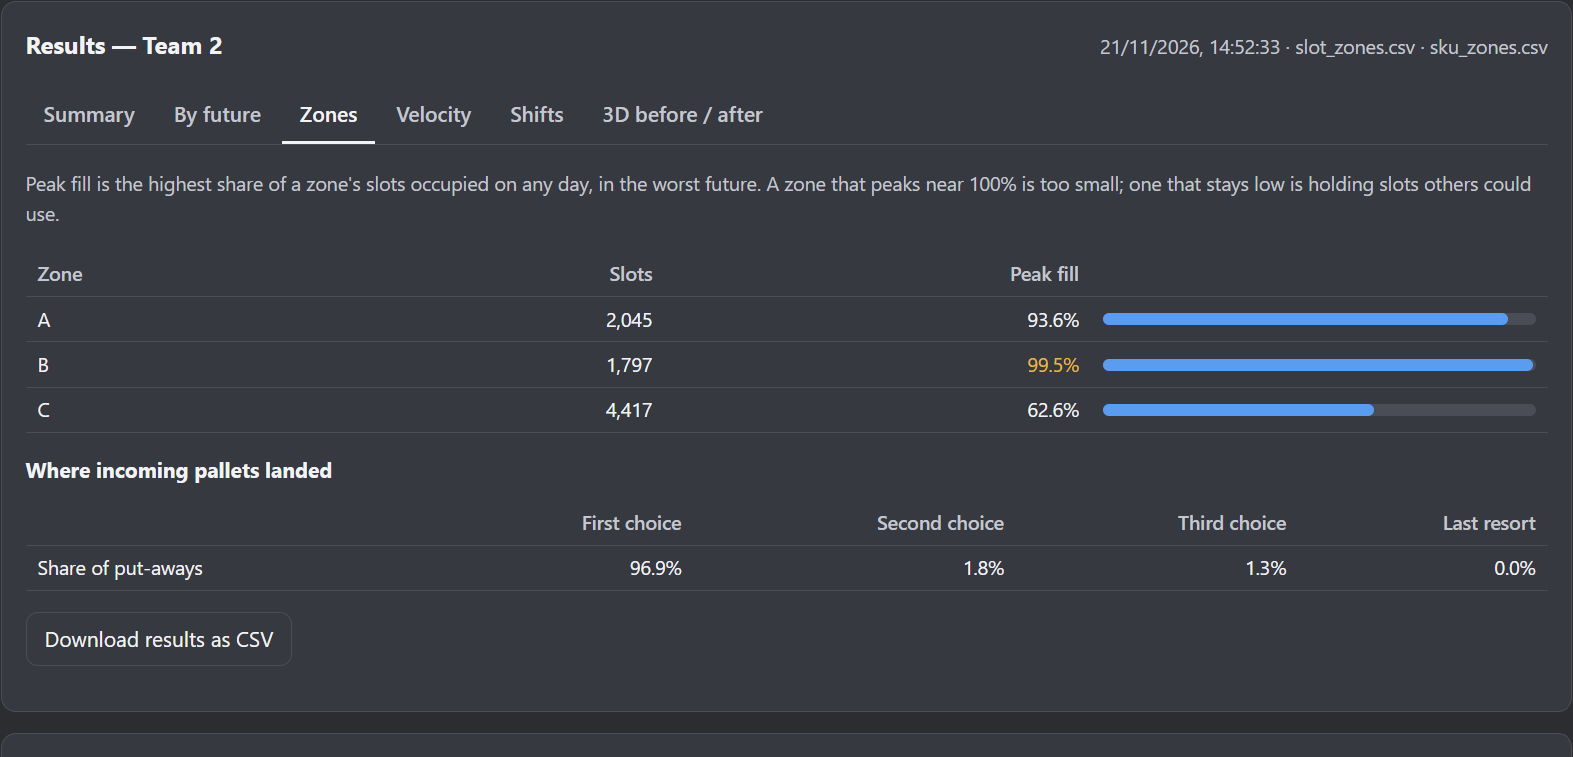 Results — Team 2
21/11/2026, 14:52:33 · slot_zones.csv · sku_zones.csv
Summary By future Zones Velocity Shifts 3D before / after
Peak fill is the highest share of a zone's slots occupied on any day, in the worst future. A zone that peaks near 100% is too small; one that stays low is holding slots others could
use.
Zone Slots Peak fill
A 2,045 93.6%
B 1,797 99.5%
C 4,417 62.6%
Where incoming pallets landed
First choice Second choice Third choice Last resort
Share of put-aways 96.9% 1.8% 1.3% 0.0%
Download results as CSV